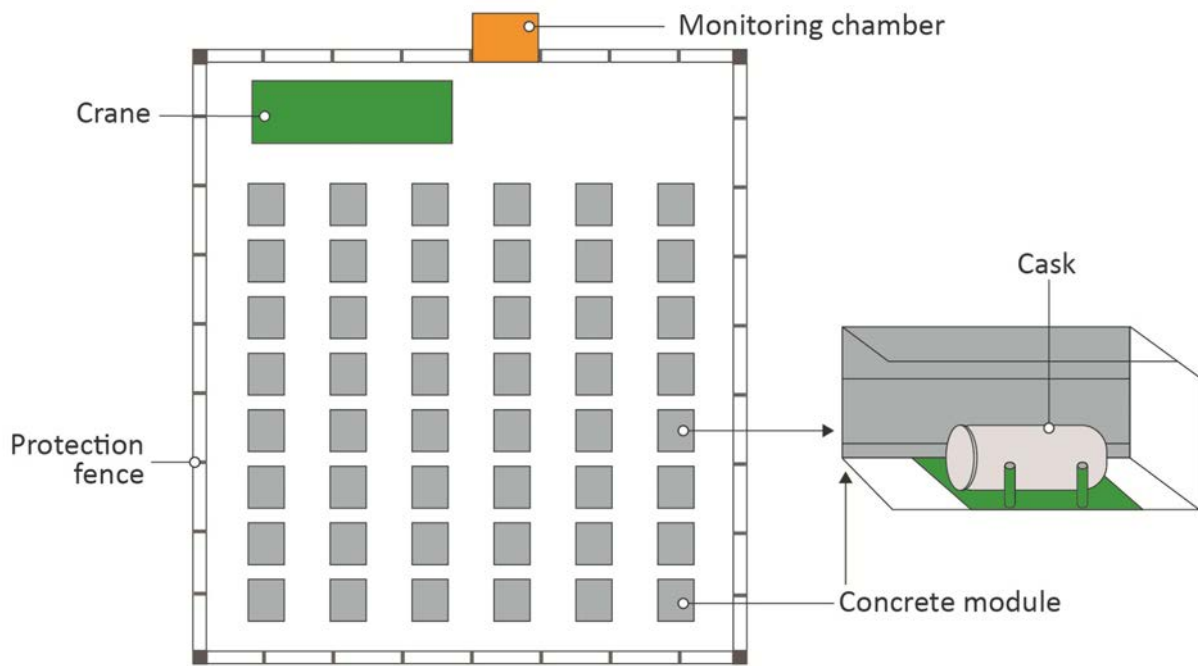 Monitoring chamber
Crane
Cask
Protection
fence
Concrete module